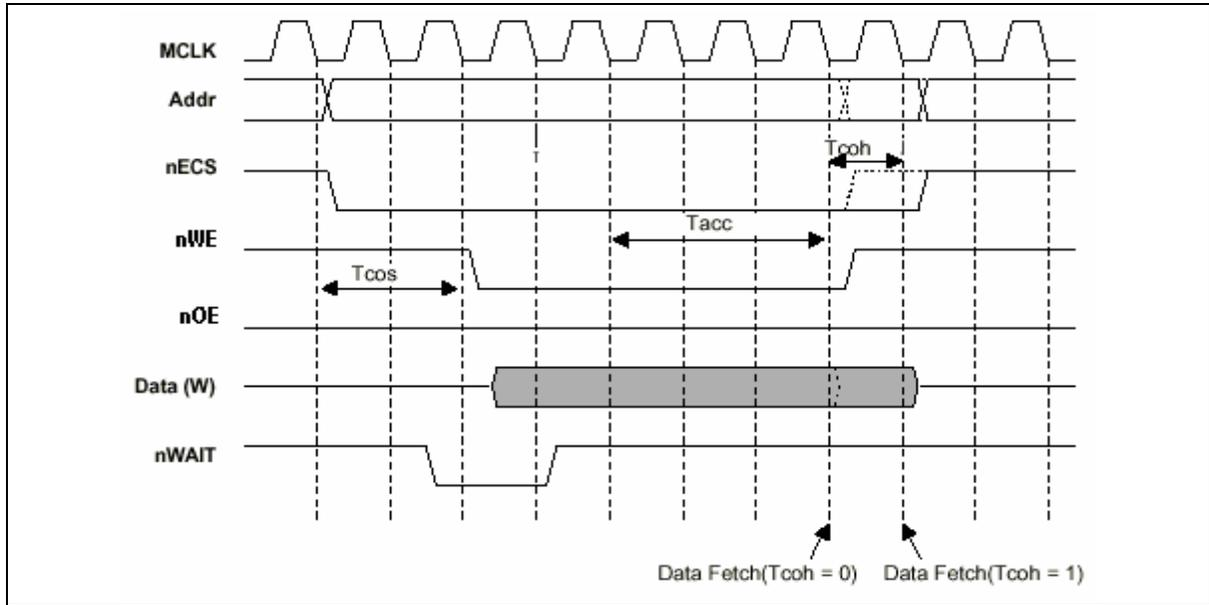 MCLK
Addr
T
Tcoh
nECS
Tacc
nWE
Tcos
nOE
Data (W)
nWAIT
Data Fetch(Tcoh = 0) Data Fetch(Tcoh = 1)